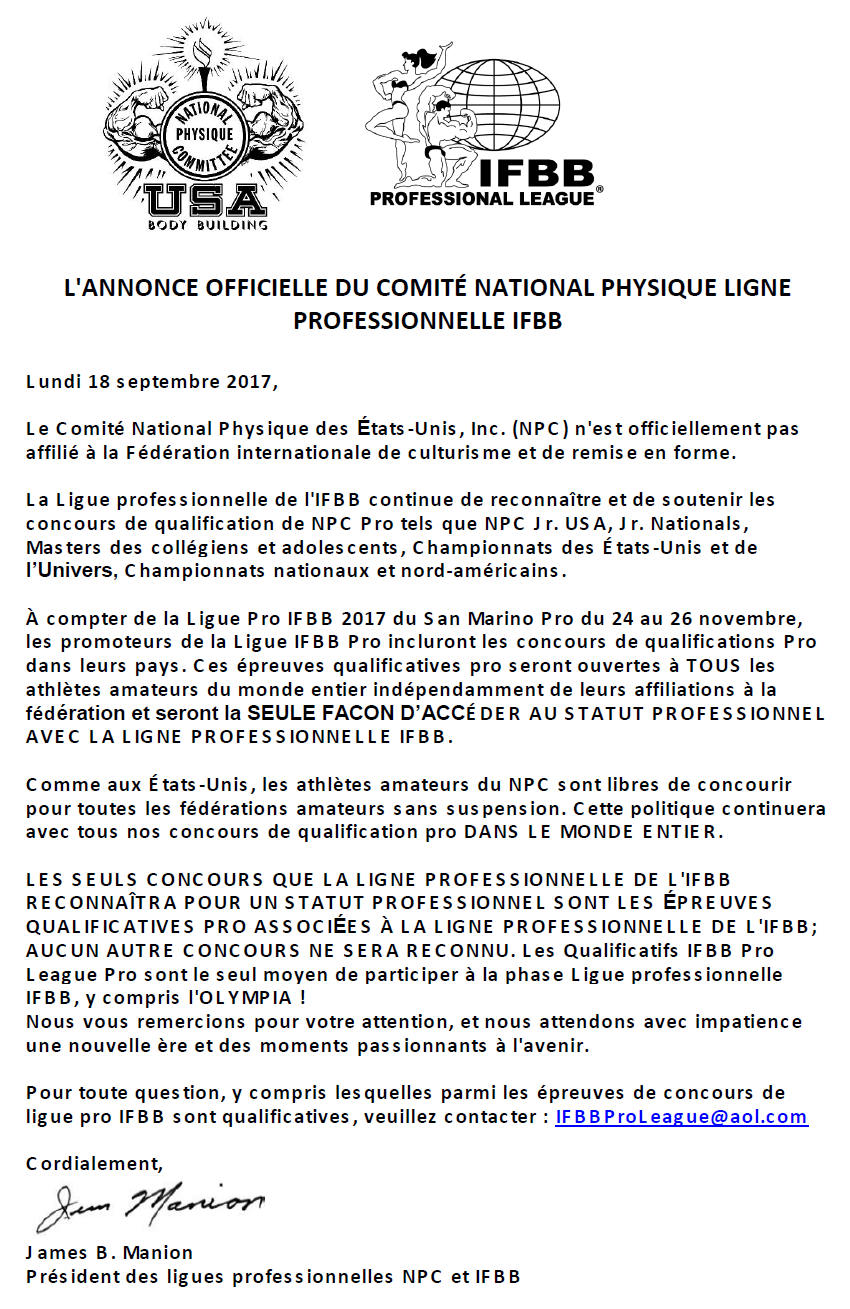 NATIONAL
PHYSIQUE
COMMITTEE
USA
BODY BUILDING
IFBB
PROFESSIONAL LEAGUE®
L'ANNONCE OFFICIELLE DU COMITÉ NATIONAL PHYSIQUE LIGNE
PROFESSIONNELLE IFBB
Lundi 18 septembre 2017,
Le Comité National Physique des États-Unis, Inc. (NPC) n'est officiellement pas
affilié à la Fédération internationale de culturisme et de remise en forme.
La Ligue professionnelle de l'IFBB continue de reconnaître et de soutenir les
concours de qualification de NPC Pro tels que NPC Jr. USA, Jr. Nationals,
Masters des collégiens et adolescents, Championnats des États-Unis et de
l’Univers, Championnats nationaux et nord-américains.
À compter de la Ligue Pro IFBB 2017 du San Marino Pro du 24 au 26 novembre,
les promoteurs de la Ligue IFBB Pro incluront les concours de qualifications Pro
dans leurs pays. Ces épreuves qualificatives pro seront ouvertes à TOUS les
athlètes amateurs du monde entier indépendamment de leurs affiliations à la
fédération et seront la SEULE FACON D’ACCÉDER AU STATUT PROFESSIONNEL
AVEC LA LIGNE PROFESSIONNELLE IFBB.
Comme aux États-Unis, les athlètes amateurs du NPC sont libres de concourir
pour toutes les fédérations amateurs sans suspension. Cette politique continuera
avec tous nos concours de qualification pro DANS LE MONDE ENTIER.
LES SEULS CONCOURS QUE LA LIGNE PROFESSIONNELLE DE L'IFBB
RECONNAÎTRA POUR UN STATUT PROFESSIONNEL SONT LES ÉPREUVES
QUALIFICATIVES PRO ASSOCIÉES À LA LIGNE PROFESSIONNELLE DE L'IFBB;
AUCUN AUTRE CONCOURS NE SERA RECONNU. Les Qualificatifs IFBB Pro
League Pro sont le seul moyen de participer à la phase Ligue professionnelle
IFBB, y compris l'OLYMPIA !
Nous vous remercions pour votre attention, et nous attendons avec impatience
une nouvelle ère et des moments passionnants à l'avenir.
Pour toute question, y compris lesquelles parmi les épreuves de concours de
ligue pro IFBB sont qualificatives, veuillez contacter : IFBBProLeague@aol.com
Cordialement,
Jim Manion
James B. Manion
Président des ligues professionnelles NPC et IFBB